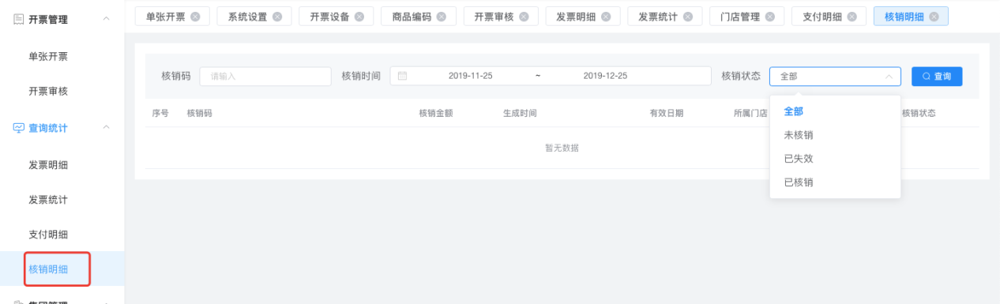 开票管理
单张开票
开票审核
查询统计
发票明细
发票统计
支付明细
核销明细
集团管理
单张开票 系统设置 开票设备 商品编码 开票审核 发票明细 发票统计 门店管理 支付明细 核销明细
核销码 请输入 核销时间 2019-11-25 ~ 2019-12-25 核销状态 全部 查询
序号 核销码 核销金额 生成时间 有效日期 所属门店 核销状态
暂无数据
全部
未核销
已失效
已核销